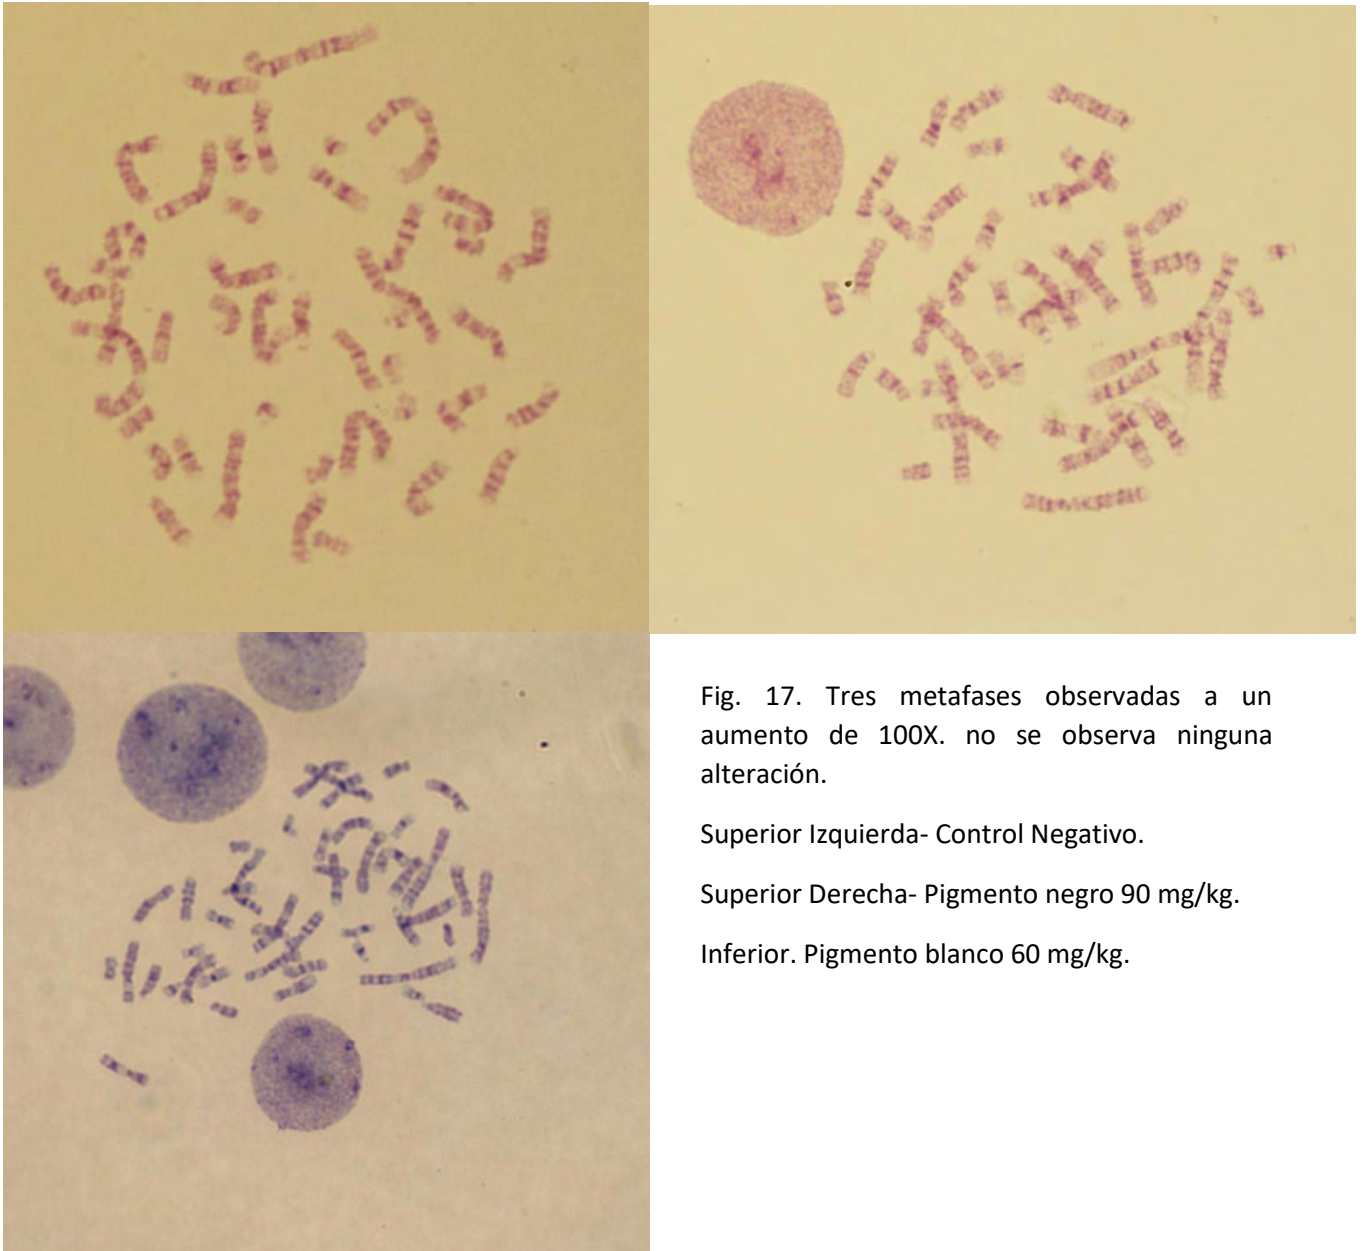 Fig. 17. Tres metafases observadas a un
aumento de 100X. no se observa ninguna
alteración.
Superior Izquierda- Control Negativo.
Superior Derecha- Pigmento negro 90 mg/kg.
Inferior. Pigmento blanco 60 mg/kg.